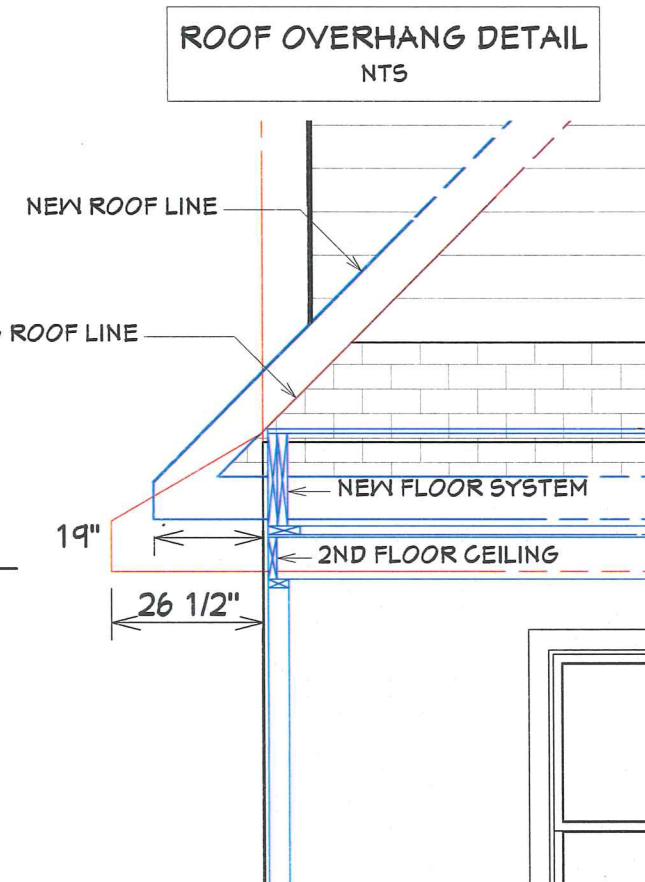 ROOF OVERHANG DETAIL
NTS
NEW ROOF LINE
ROOF LINE
NEW FLOOR SYSTEM
19"
2ND FLOOR CEILING
26 1/2"